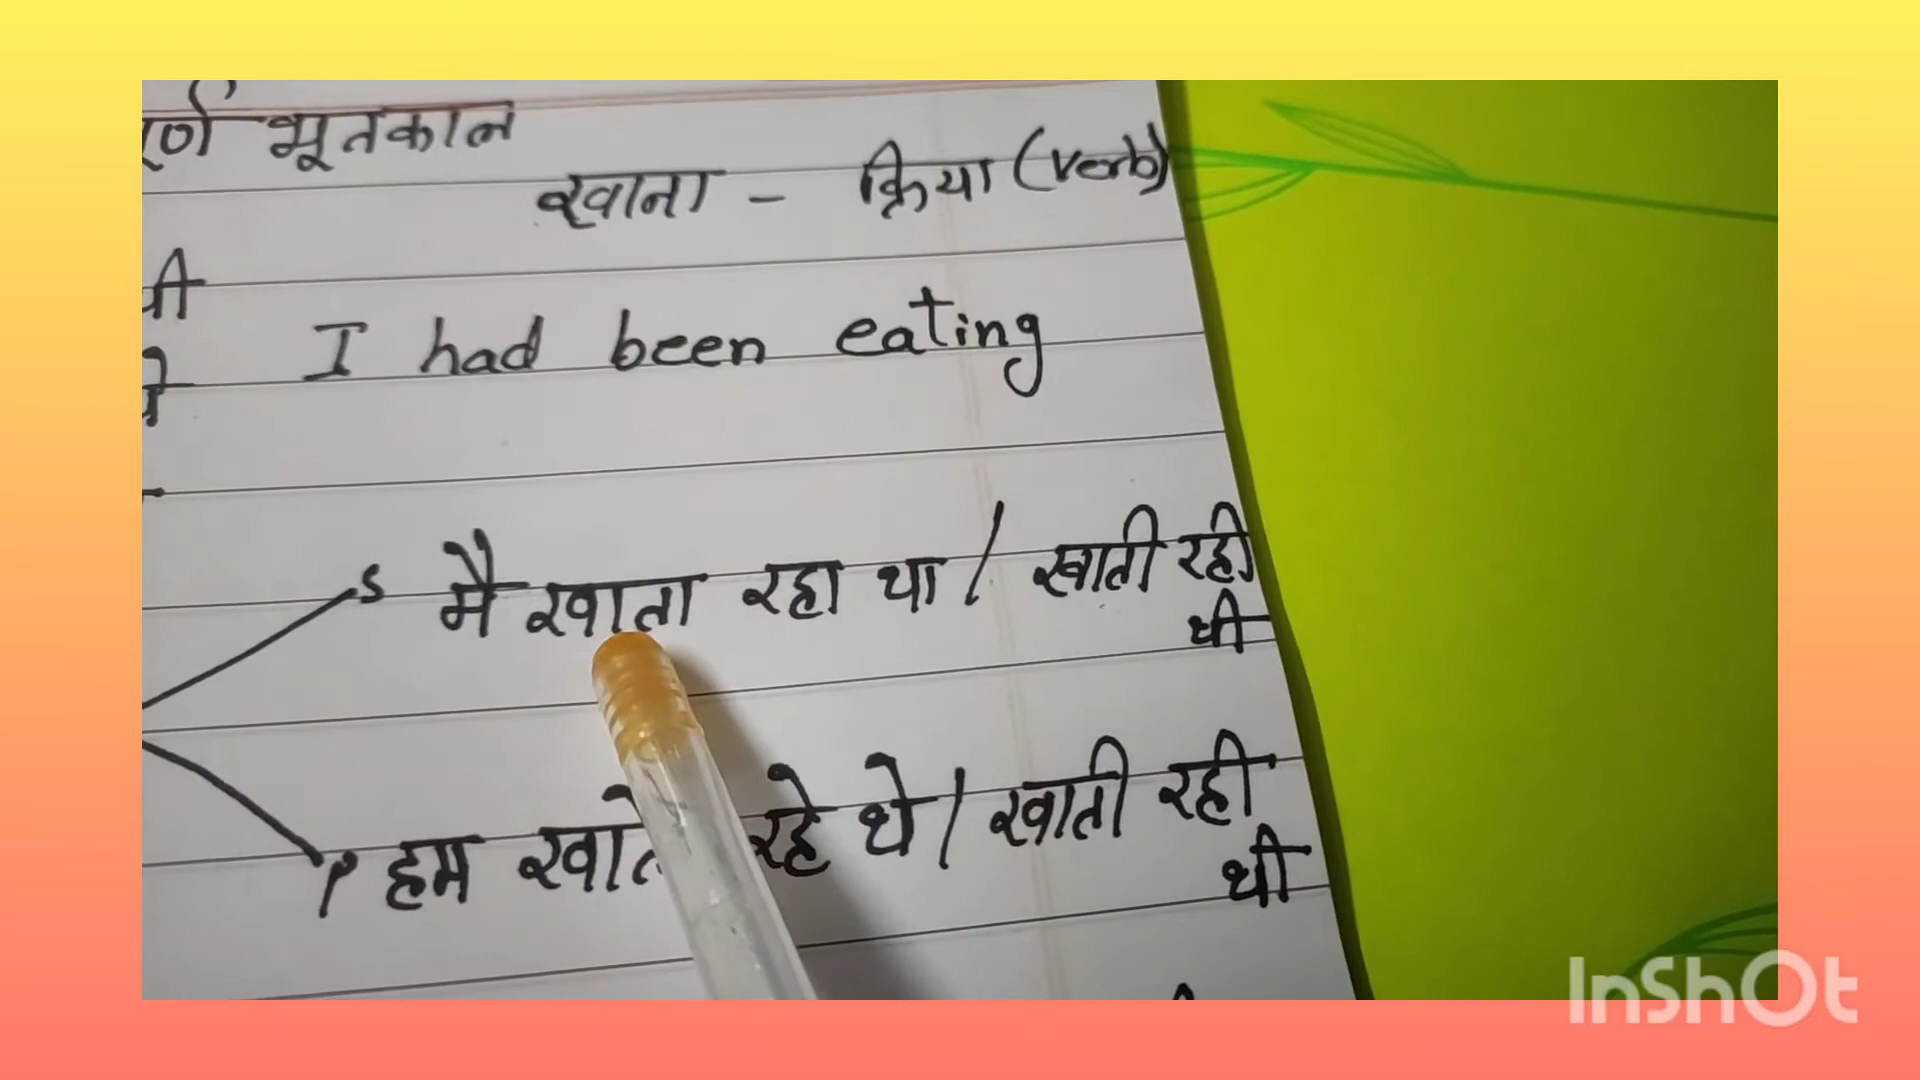 भूतकाल
खाना - क्रिया (verb)
I had been eating
S मै खाता रहा था / खाती रही
थी
P हम खाते रहे थे / खाती रही
थी
InShOt